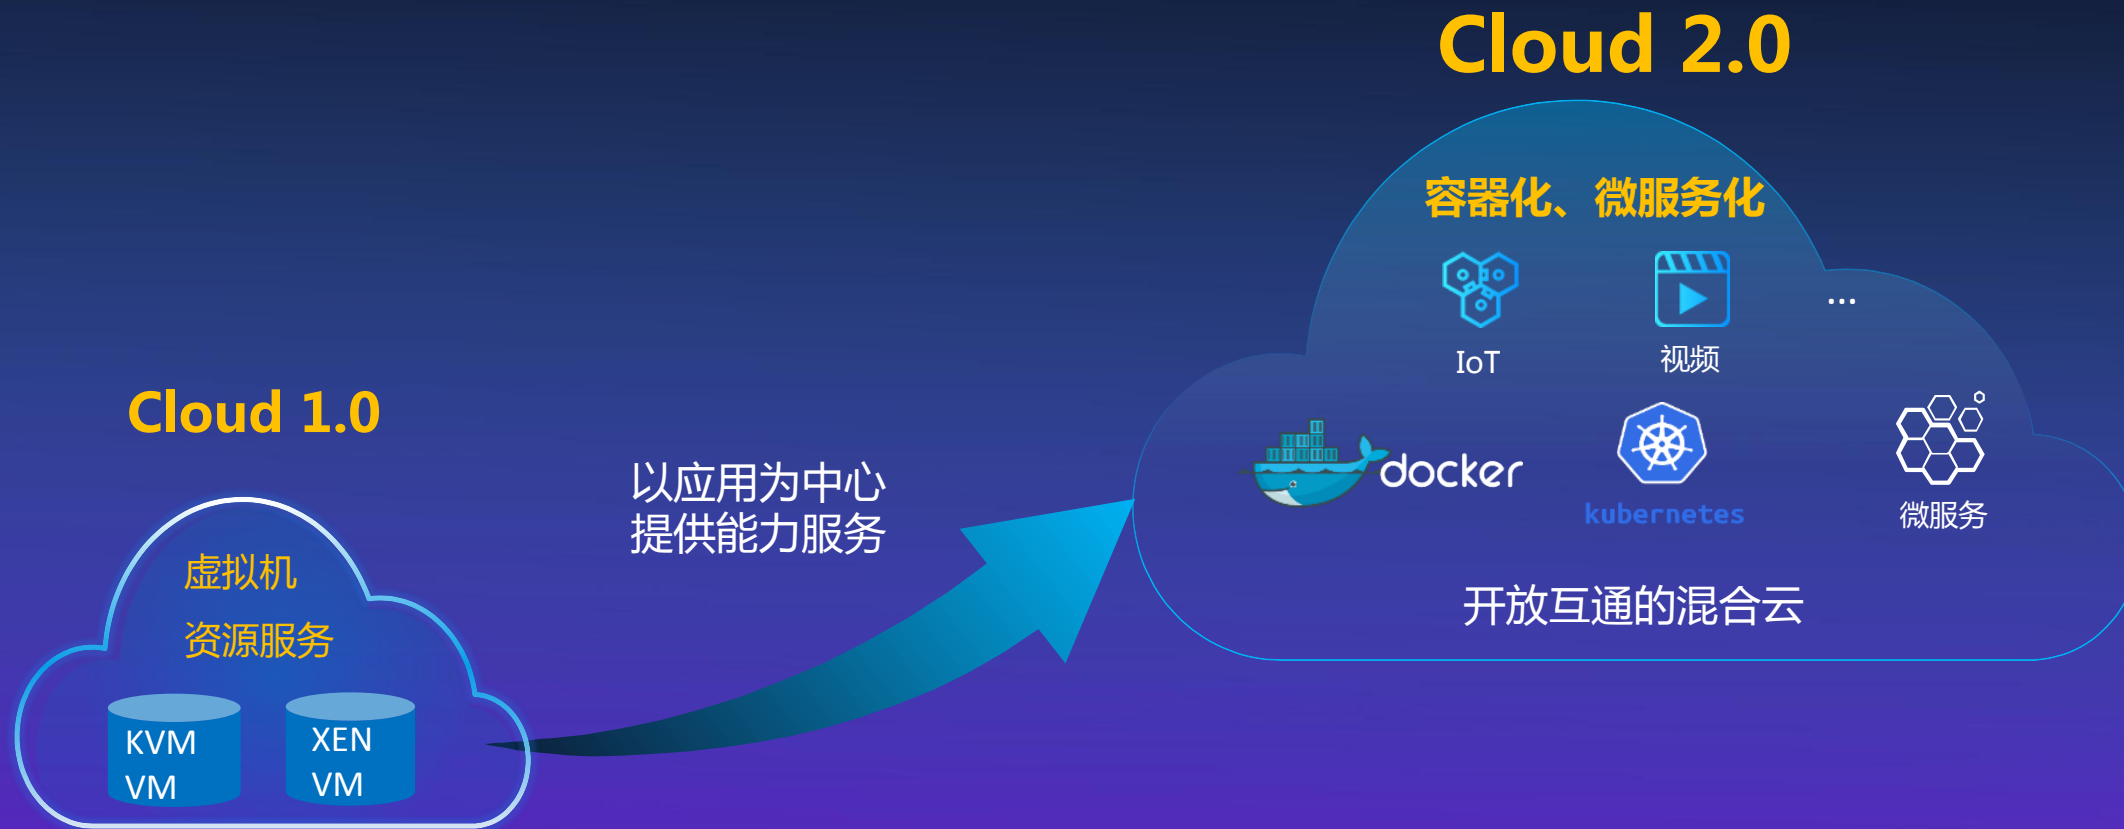 Cloud 2.0
容器化、微服务化
IoT
视频
...
docker
kubernetes
微服务
开放互通的混合云
以应用为中心
提供能力服务
Cloud 1.0
虚拟机
资源服务
KVM
VM
XEN
VM